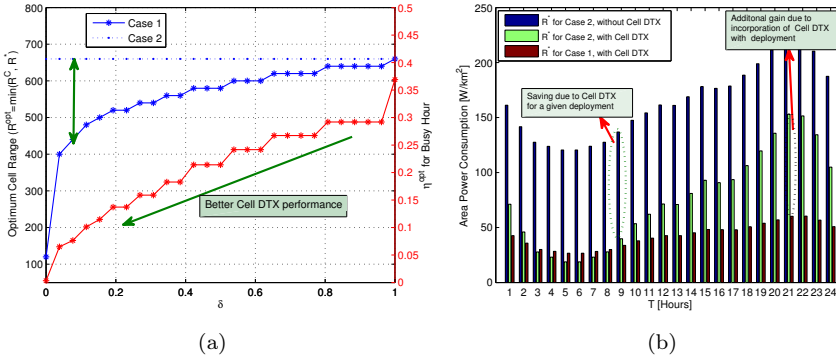 800
700
600
500
400
300
200
100
Optimum Cell Range (R^opt=min(R^C, R^*)
Case 1
Case 2
Better Cell DTX performance
0
0.2
0.4
0.6
0.8
1
δ
0.5
0.45
0.4
0.35
0.3
0.25
0.2
0.15
0.1
0.05
0
η^opt for Busy Hour
(a)
250
200
150
100
50
0
Area Power Consumption [W/km²]
R^* for Case 2, without Cell DTX
R^* for Case 2, with Cell DTX
R^* for Case 1, with Cell DTX
Additonal gain due to
incorporation of Cell DTX
with deployment
Saving due to Cell DTX
for a given deployment
1 2 3 4 5 6 7 8 9 10 11 12 13 14 15 16 17 18 19 20 21 22 23 24
T [Hours]
(b)